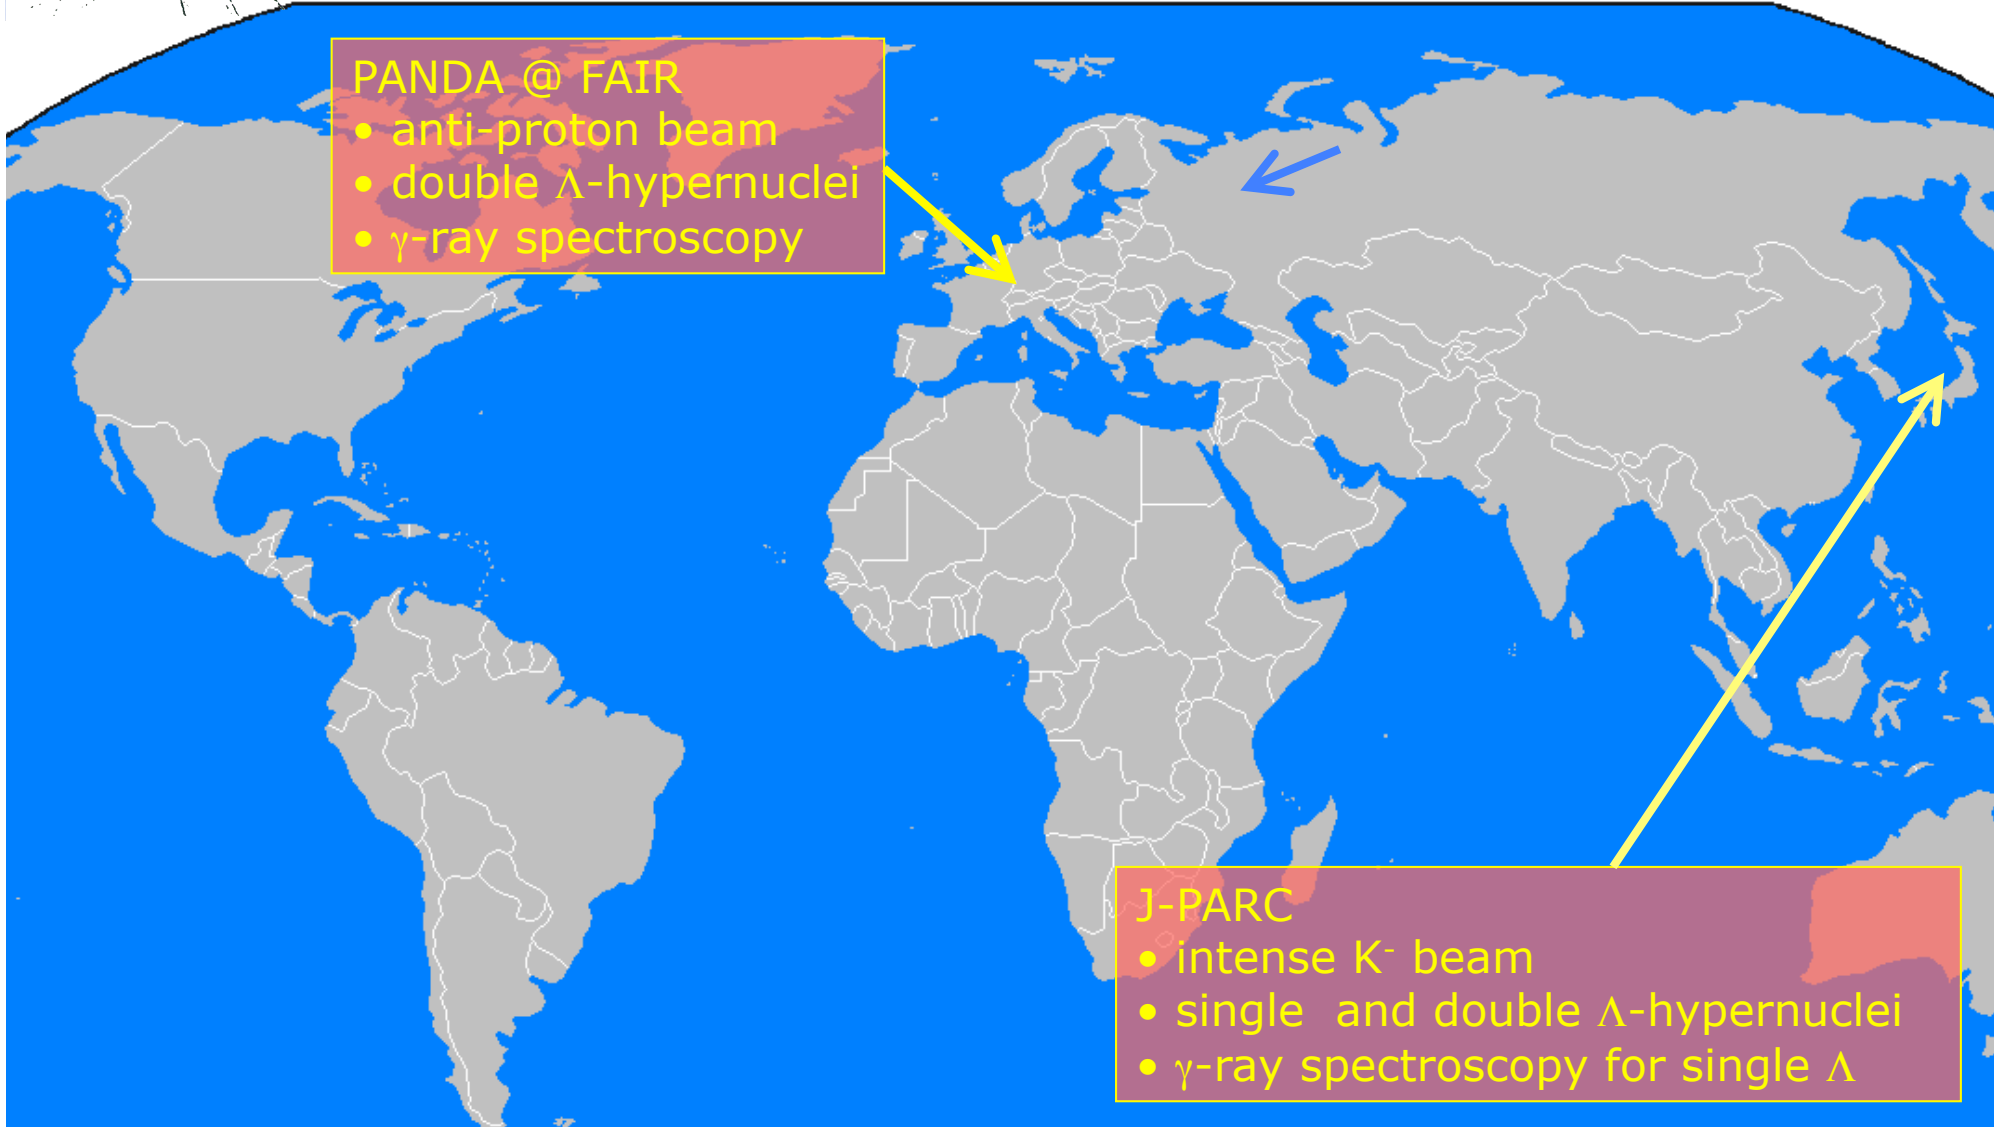 PANDA @ FAIR
• anti-proton beam
• double Λ-hypernuclei
• γ-ray spectroscopy
J-PARC
• intense K⁻ beam
• single  and double Λ-hypernuclei
• γ-ray spectroscopy for single Λ